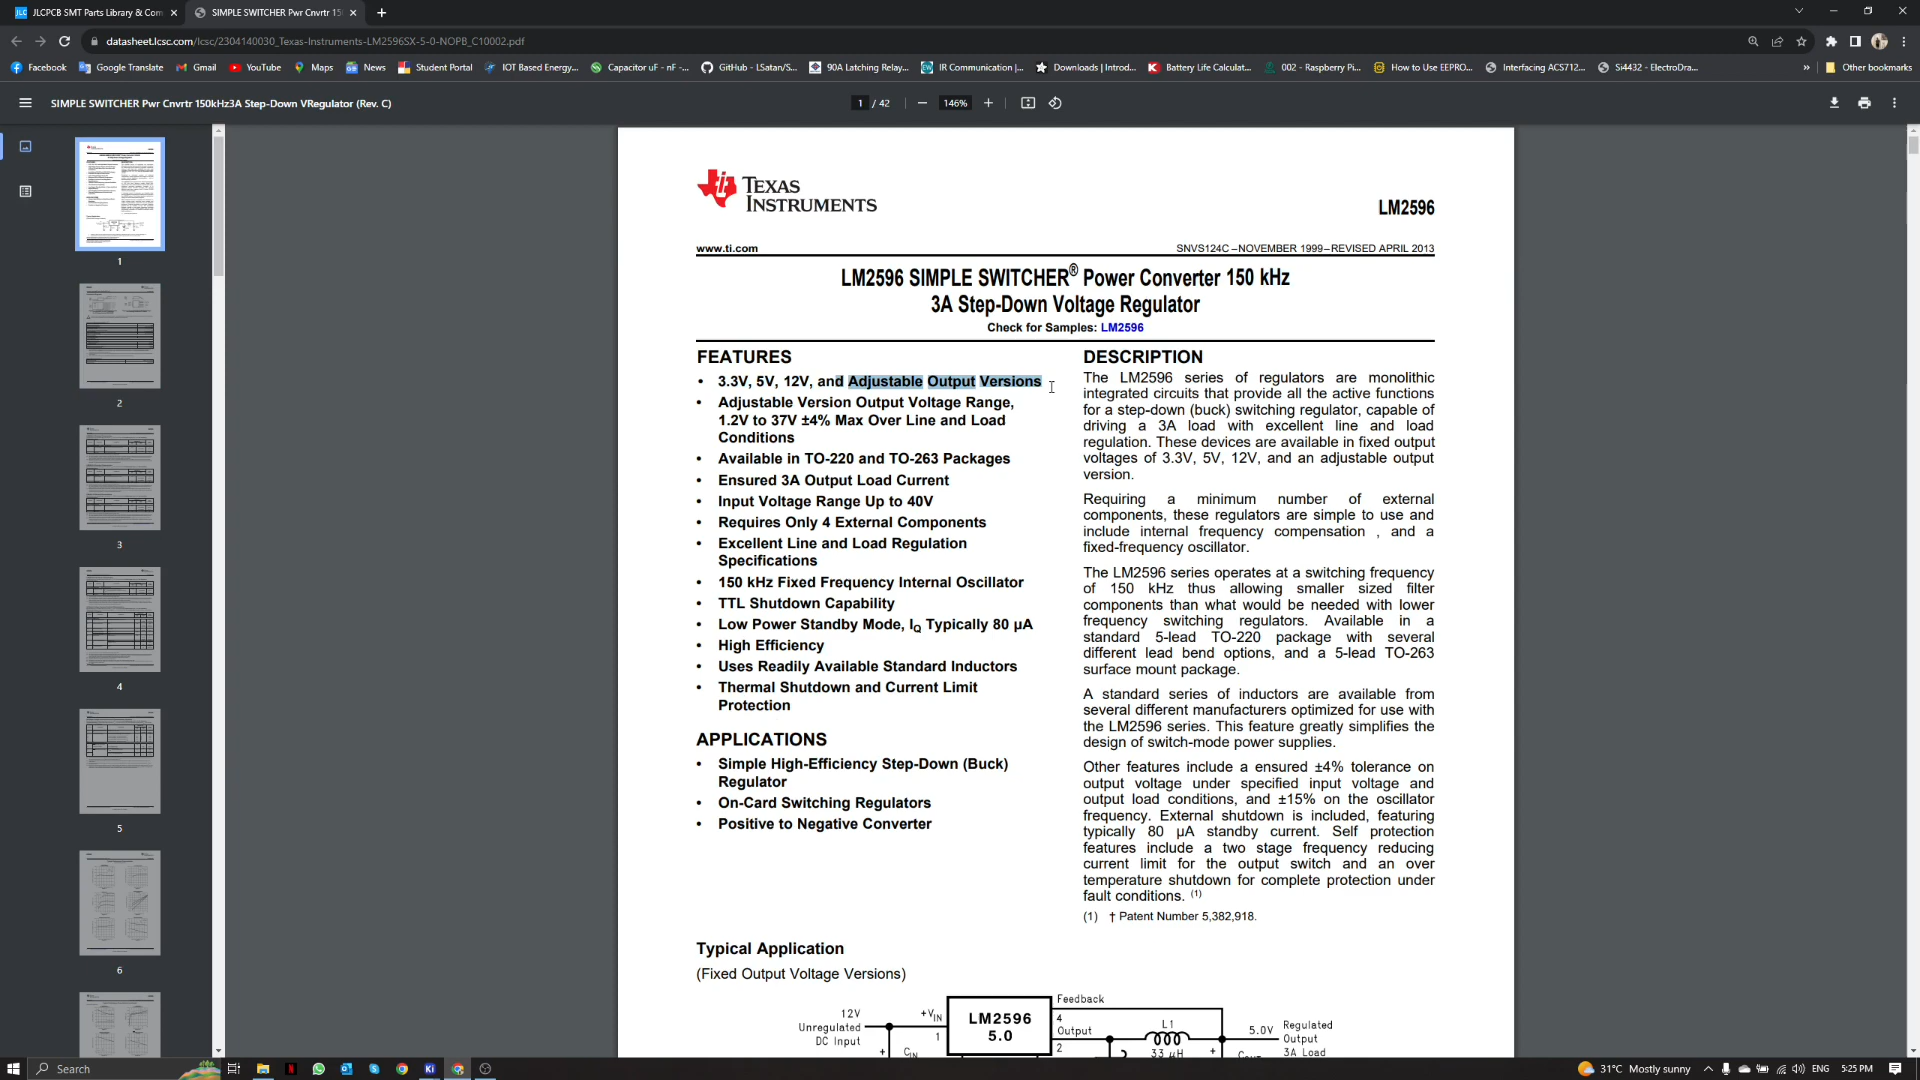 JLCPCB SMT Parts Library & Com
SIMPLE SWITCHER Pwr Cnvrtr 15
datasheet.lcsc.com/lcsc/2304140030_Texas-Instruments-LM2596SX-5-0-NOPB_C10002.pdf
Facebook
Google Translate
Gmail
YouTube
Maps
News
Student Portal
IOT Based Energy...
Capacitor uF - nF -...
GitHub - LSatan/S...
90A Latching Relay...
IR Communication |...
Downloads | Introd...
Battery Life Calculat...
002 - Raspberry Pi...
How to Use EEPRO...
Interfacing ACS712...
Si4432 - ElectroDra...
»
Other bookmarks
SIMPLE SWITCHER Pwr Cnvrtr 150kHz3A Step-Down VRegulator (Rev. C)
1 / 42
146%
1
2
3
4
5
6
TEXAS
INSTRUMENTS
LM2596
www.ti.com
SNVS124C –NOVEMBER 1999–REVISED APRIL 2013
LM2596 SIMPLE SWITCHER® Power Converter 150 kHz
3A Step-Down Voltage Regulator
Check for Samples: LM2596
FEATURES
• 3.3V, 5V, 12V, and Adjustable Output Versions
• Adjustable Version Output Voltage Range,
1.2V to 37V ±4% Max Over Line and Load
Conditions
• Available in TO-220 and TO-263 Packages
• Ensured 3A Output Load Current
• Input Voltage Range Up to 40V
• Requires Only 4 External Components
• Excellent Line and Load Regulation
Specifications
• 150 kHz Fixed Frequency Internal Oscillator
• TTL Shutdown Capability
• Low Power Standby Mode, IQ Typically 80 μA
• High Efficiency
• Uses Readily Available Standard Inductors
• Thermal Shutdown and Current Limit
Protection
APPLICATIONS
• Simple High-Efficiency Step-Down (Buck)
Regulator
• On-Card Switching Regulators
• Positive to Negative Converter
DESCRIPTION
The LM2596 series of regulators are monolithic
integrated circuits that provide all the active functions
for a step-down (buck) switching regulator, capable of
driving a 3A load with excellent line and load
regulation. These devices are available in fixed output
voltages of 3.3V, 5V, 12V, and an adjustable output
version.
Requiring a minimum number of external
components, these regulators are simple to use and
include internal frequency compensation , and a
fixed-frequency oscillator.
The LM2596 series operates at a switching frequency
of 150 kHz thus allowing smaller sized filter
components than what would be needed with lower
frequency switching regulators. Available in a
standard 5-lead TO-220 package with several
different lead bend options, and a 5-lead TO-263
surface mount package.
A standard series of inductors are available from
several different manufacturers optimized for use with
the LM2596 series. This feature greatly simplifies the
design of switch-mode power supplies.
Other features include a ensured ±4% tolerance on
output voltage under specified input voltage and
output load conditions, and ±15% on the oscillator
frequency. External shutdown is included, featuring
typically 80 μA standby current. Self protection
features include a two stage frequency reducing
current limit for the output switch and an over
temperature shutdown for complete protection under
fault conditions. (1)
(1) † Patent Number 5,382,918.
Typical Application
(Fixed Output Voltage Versions)
12V
Unregulated
DC Input
+VIN
1
+
CIN
LM2596
5.0
Feedback
4
Output
2
L1
33 μH
+
5.0V
Regulated
Output
3A Load
Search
31°C Mostly sunny
ENG
5:25 PM